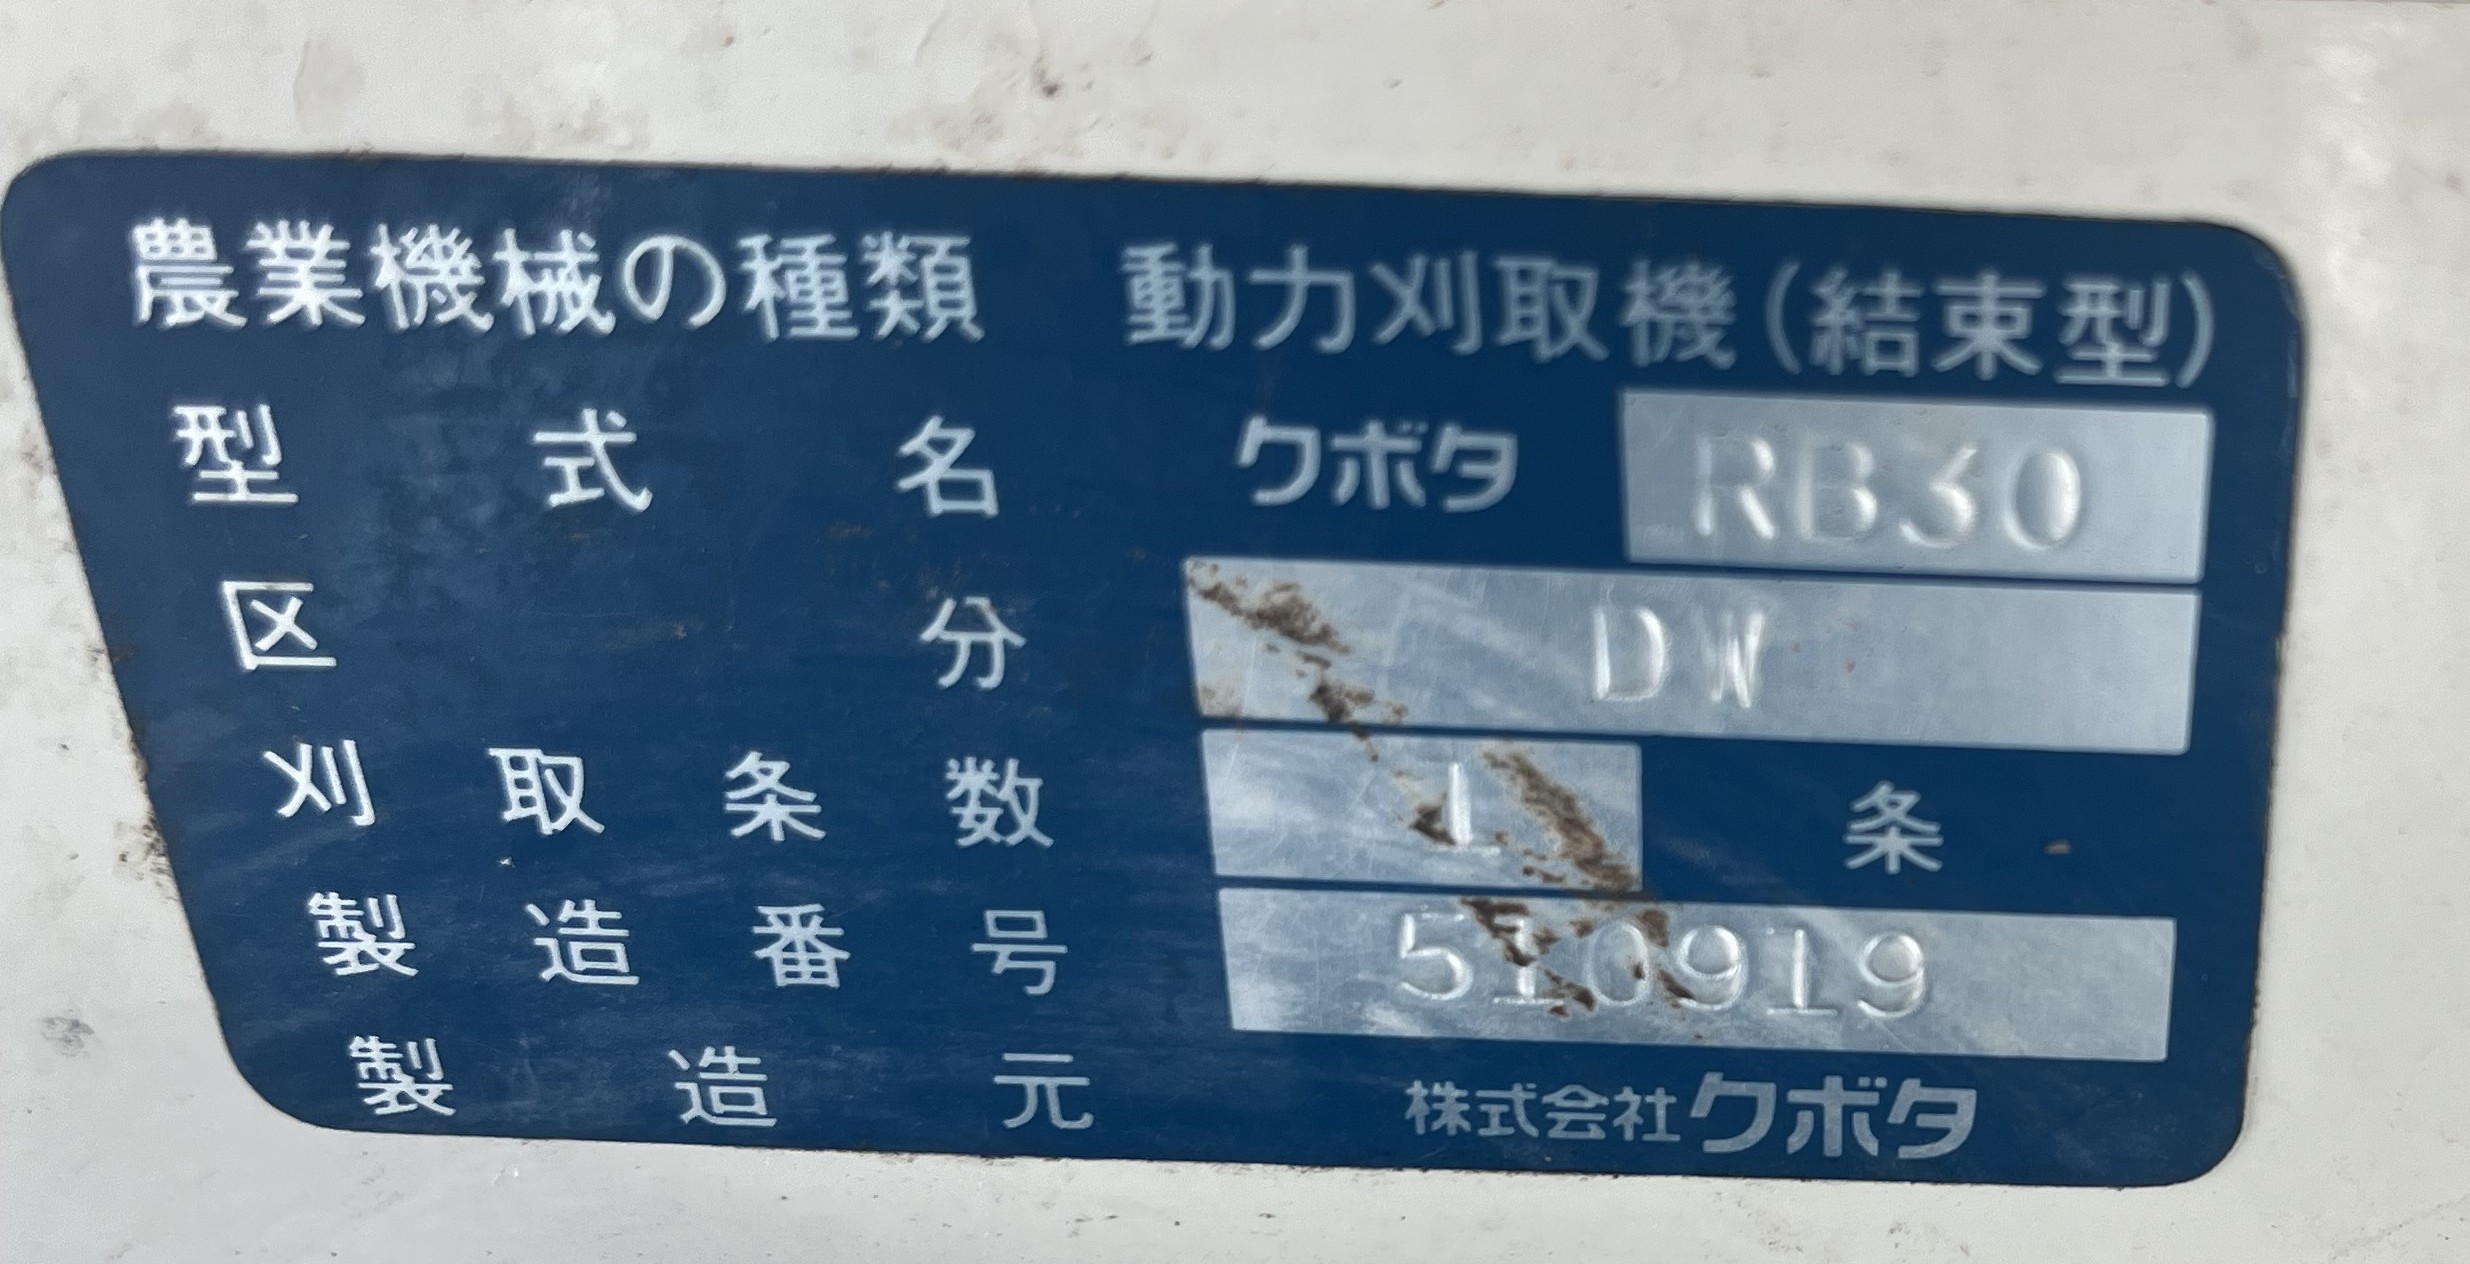 農業機械の種類 動力刈取機(結束型)
型式名 クボタ RB30
区分 DW
刈取条数 1 条
製造番号 510919
製造元 株式会社クボタ